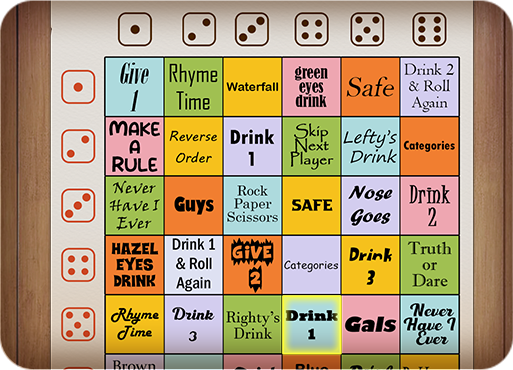 Give
1
Rhyme
Time
Waterfall
green
eyes
drink
Safe
Drink 2
& Roll
Again
MAKE
A
RULE
Reverse
Order
Drink
1
Skip
Next
Player
Lefty's
Drink
Categories
Never
Have I
Ever
Guys
Rock
Paper
Scissors
SAFE
Nose
Goes
Drink
2
HAZEL
EYES
DRINK
Drink 1
& Roll
Again
GIVE
2
Categories
Drink
3
Truth
or
Dare
Rhyme
Time
Drink
3
Righty's
Drink
Drink
1
Gals
Never
Have I
Ever
Brown
Blue